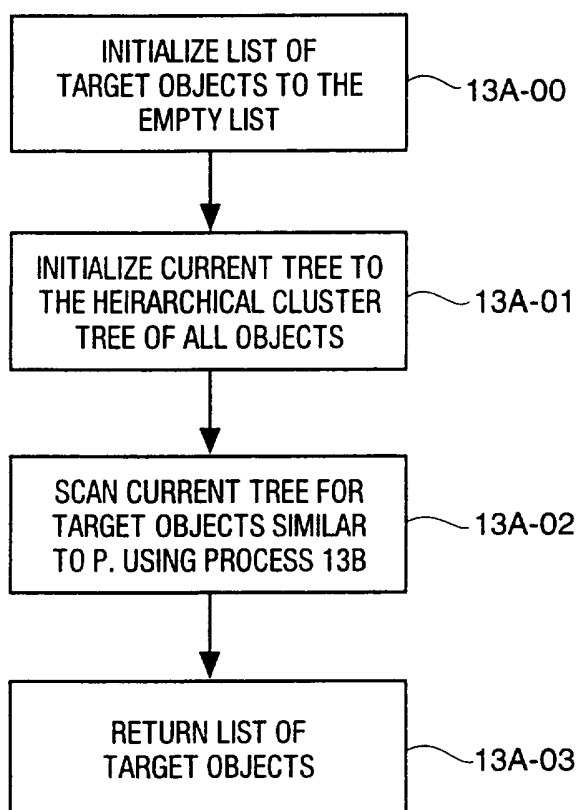 INITIALIZE LIST OF
TARGET OBJECTS TO THE
EMPTY LIST
13A-00
INITIALIZE CURRENT TREE TO
THE HEIRARCHICAL CLUSTER
TREE OF ALL OBJECTS
13A-01
SCAN CURRENT TREE FOR
TARGET OBJECTS SIMILAR
TO P. USING PROCESS 13B
13A-02
RETURN LIST OF
TARGET OBJECTS
13A-03